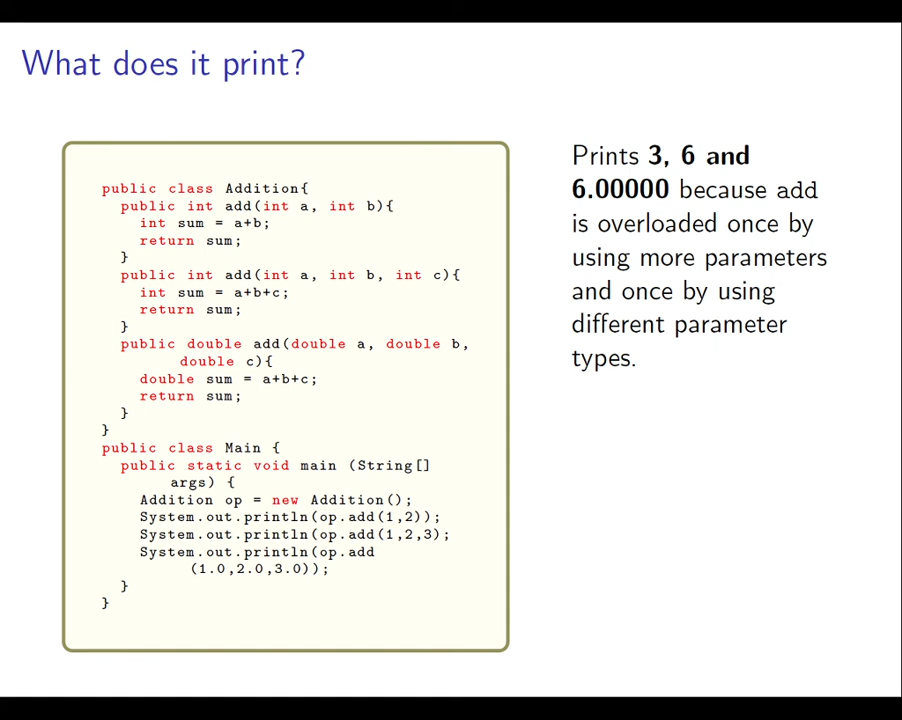 What does it print?
public class Addition{
public int add(int a, int b){
int sum = a+b;
return sum;
}
public int add(int a, int b, int c){
int sum = a+b+c;
return sum;
}
public double add(double a, double b,
double c){
double sum = a+b+c;
return sum;
}
}
public class Main {
public static void main (String[]
args) {
Addition op = new Addition();
System.out.println(op.add(1,2));
System.out.println(op.add(1,2,3);
System.out.println(op.add
(1.0,2.0,3.0));
}
}
Prints 3, 6 and
6.00000 because add
is overloaded once by
using more parameters
and once by using
different parameter
types.